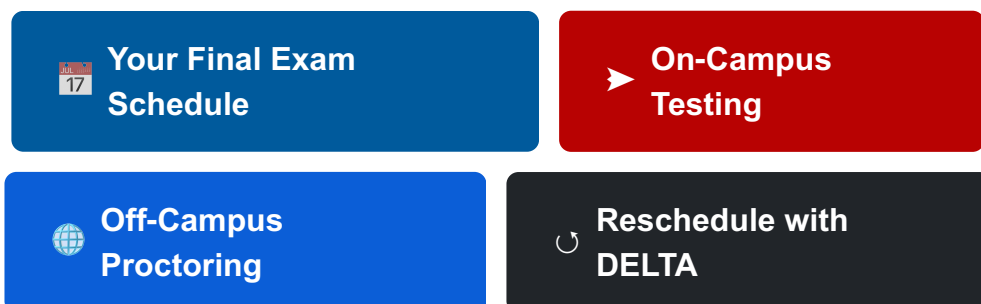 JUL
17
Your Final Exam
Schedule
On-Campus
Testing
Off-Campus
Proctoring
Reschedule with
DELTA